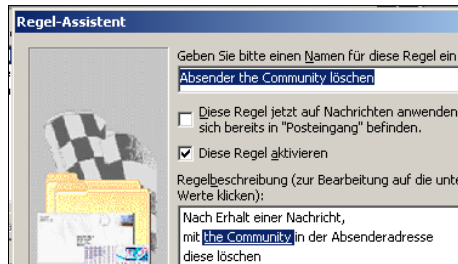 Regel-Assistent
Geben Sie bitte einen Namen für diese Regel ein
Absender the Community löschen
Diese Regel jetzt auf Nachrichten anwenden
sich bereits in "Posteingang" befinden.
Diese Regel aktivieren
Regelbeschreibung (zur Bearbeitung auf die unte
Werte klicken):
Nach Erhalt einer Nachricht,
mit the Community in der Absenderadresse
diese löschen